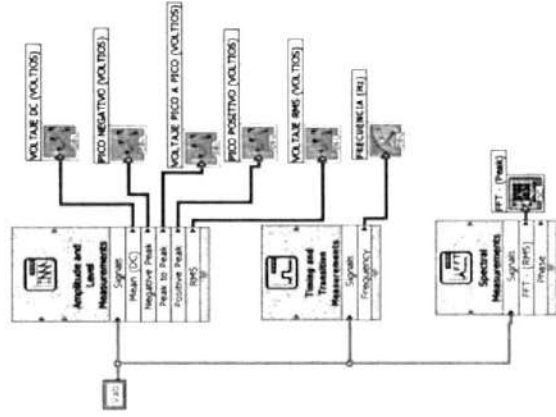 Amplitude and
Level
Measurements
Signals
Mean (DC)
Negative Peak
Peak to Peak
Positive Peak
RMS
VOLTAJE DC (VOLTIOS)
PICO NEGATIVO (VOLTIOS)
VOLTAJE PICO A PICO (VOLTIOS)
PICO POSITIVO (VOLTIOS)
VOLTAJE RMS (VOLTIOS)
Timing and
Transition
Measurements
Signals
Frequency
FRECUENCIA (Hz)
FFT
Spectral
Measurements
Signals
FFT - (RMS)
Phase
FFT - (Peak)